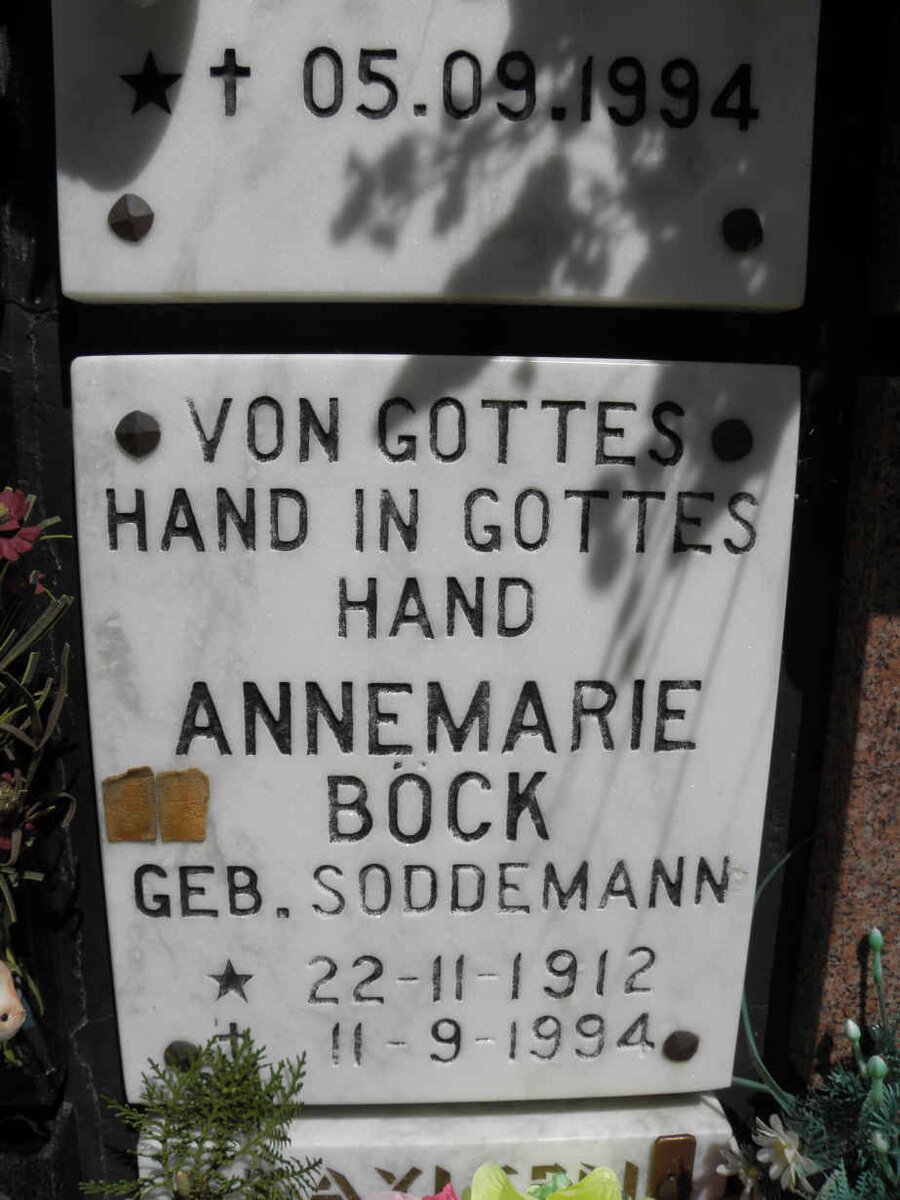 ★ ✝ 05.09.1994
VON GOTTES
HAND IN GOTTES
HAND
ANNEMARIE
BÖCK
GEB. SODDEMANN
★ 22-11-1912
✝ 11-9-1994